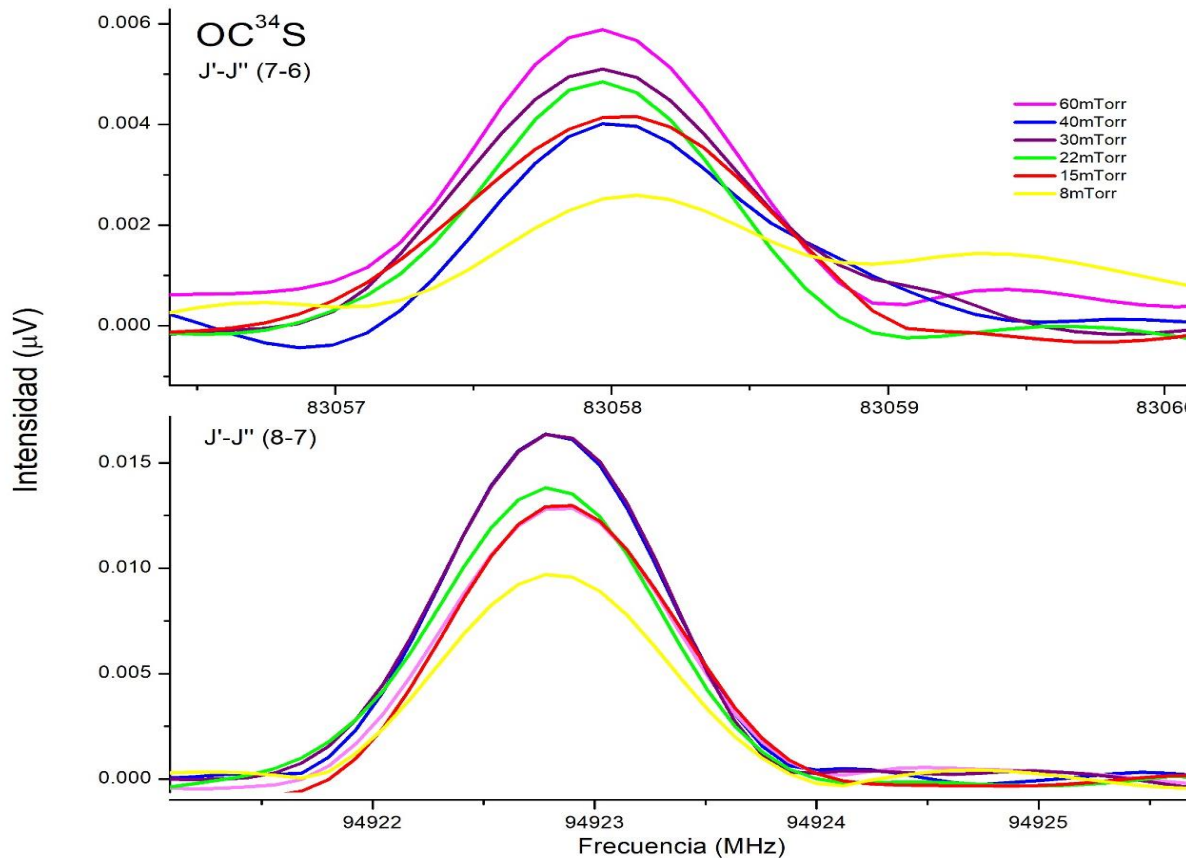 OC³⁴S
J'-J'' (7-6)
0.006
0.004
0.002
0.000
60mTorr
40mTorr
30mTorr
22mTorr
15mTorr
8mTorr
83057
83058
83059
83060
Intensidad (μV)
J'-J'' (8-7)
0.015
0.010
0.005
0.000
94922
94923
94924
94925
Frecuencia (MHz)